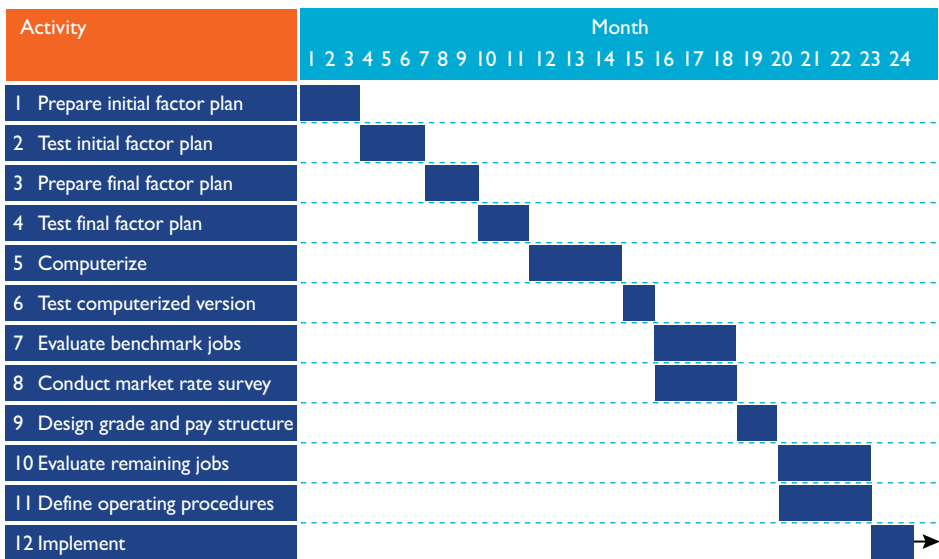 Activity
Month
1 2 3 4 5 6 7 8 9 10 11 12 13 14 15 16 17 18 19 20 21 22 23 24
1 Prepare initial factor plan
2 Test initial factor plan
3 Prepare final factor plan
4 Test final factor plan
5 Computerize
6 Test computerized version
7 Evaluate benchmark jobs
8 Conduct market rate survey
9 Design grade and pay structure
10 Evaluate remaining jobs
11 Define operating procedures
12 Implement